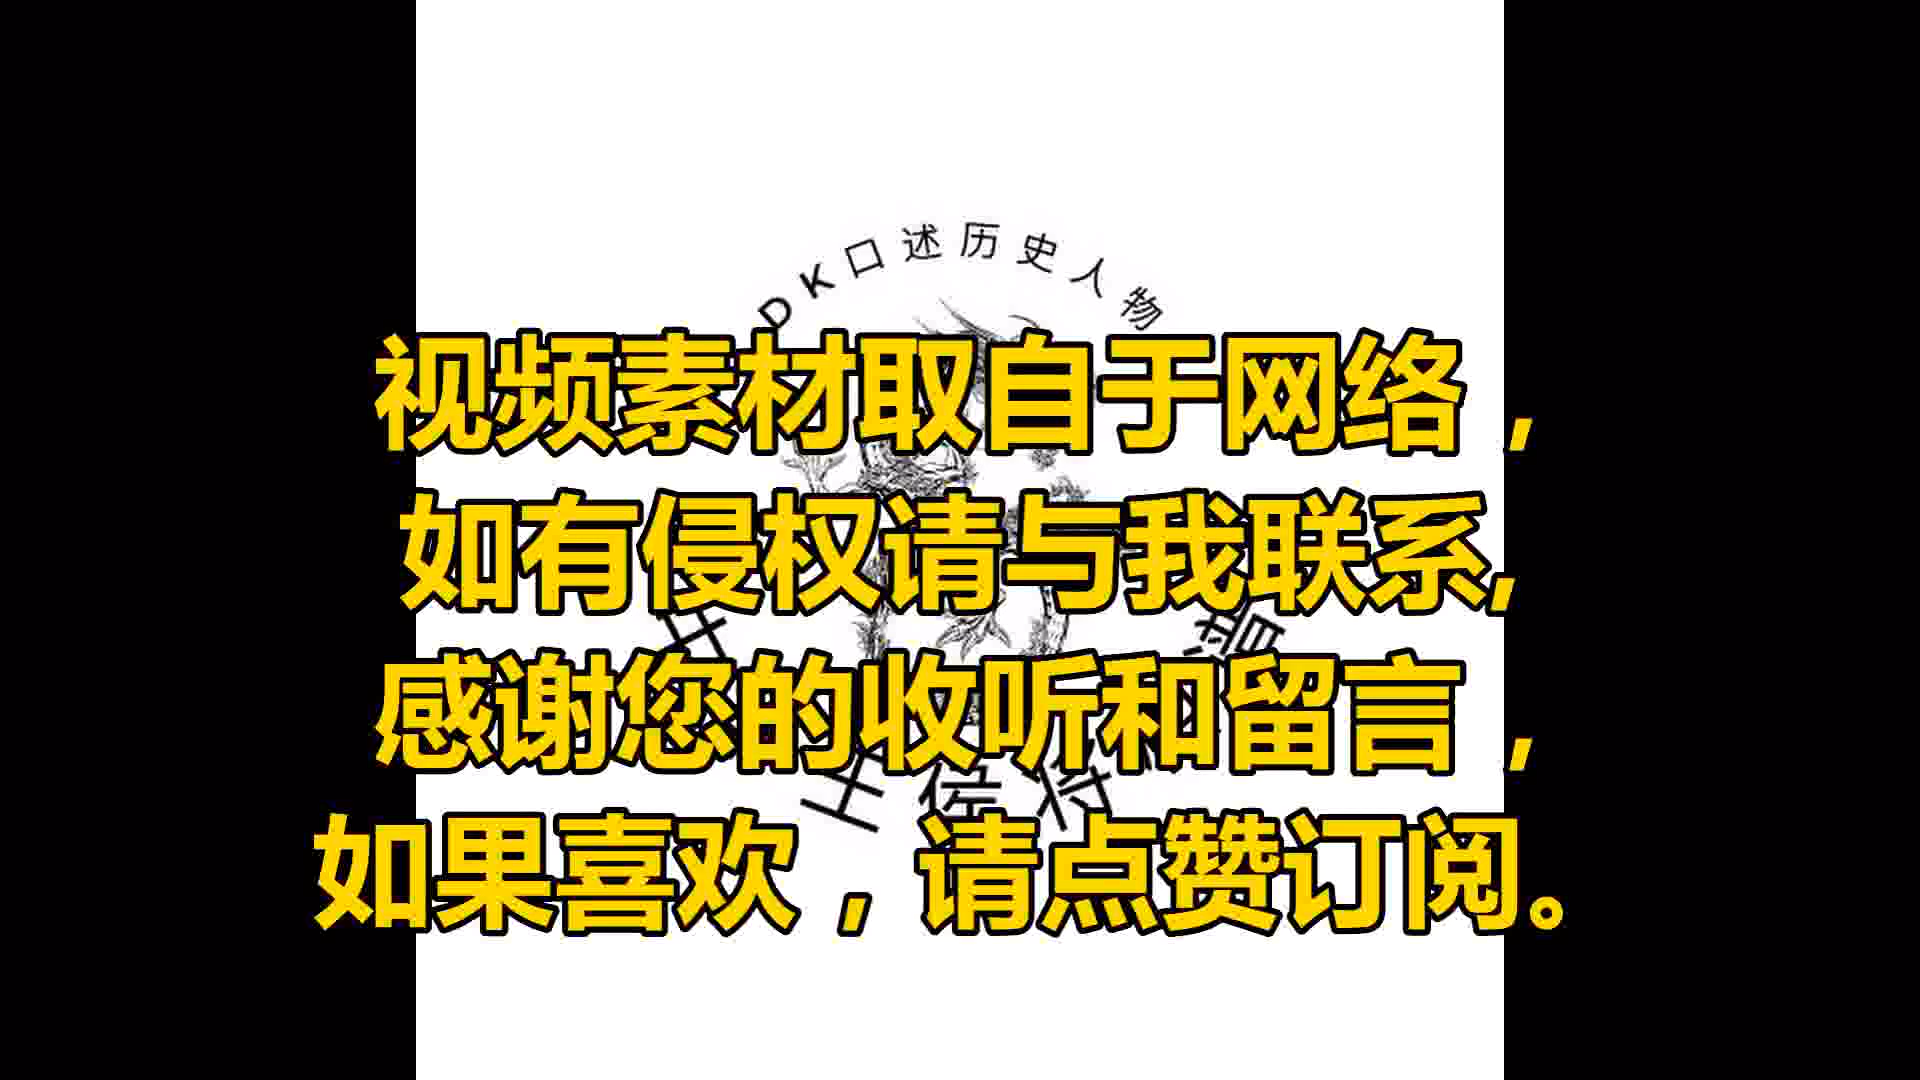 DK口述历史人物
视频素材取自于网络，
如有侵权请与我联系,
感谢您的收听和留言，
如果喜欢，请点赞订阅。